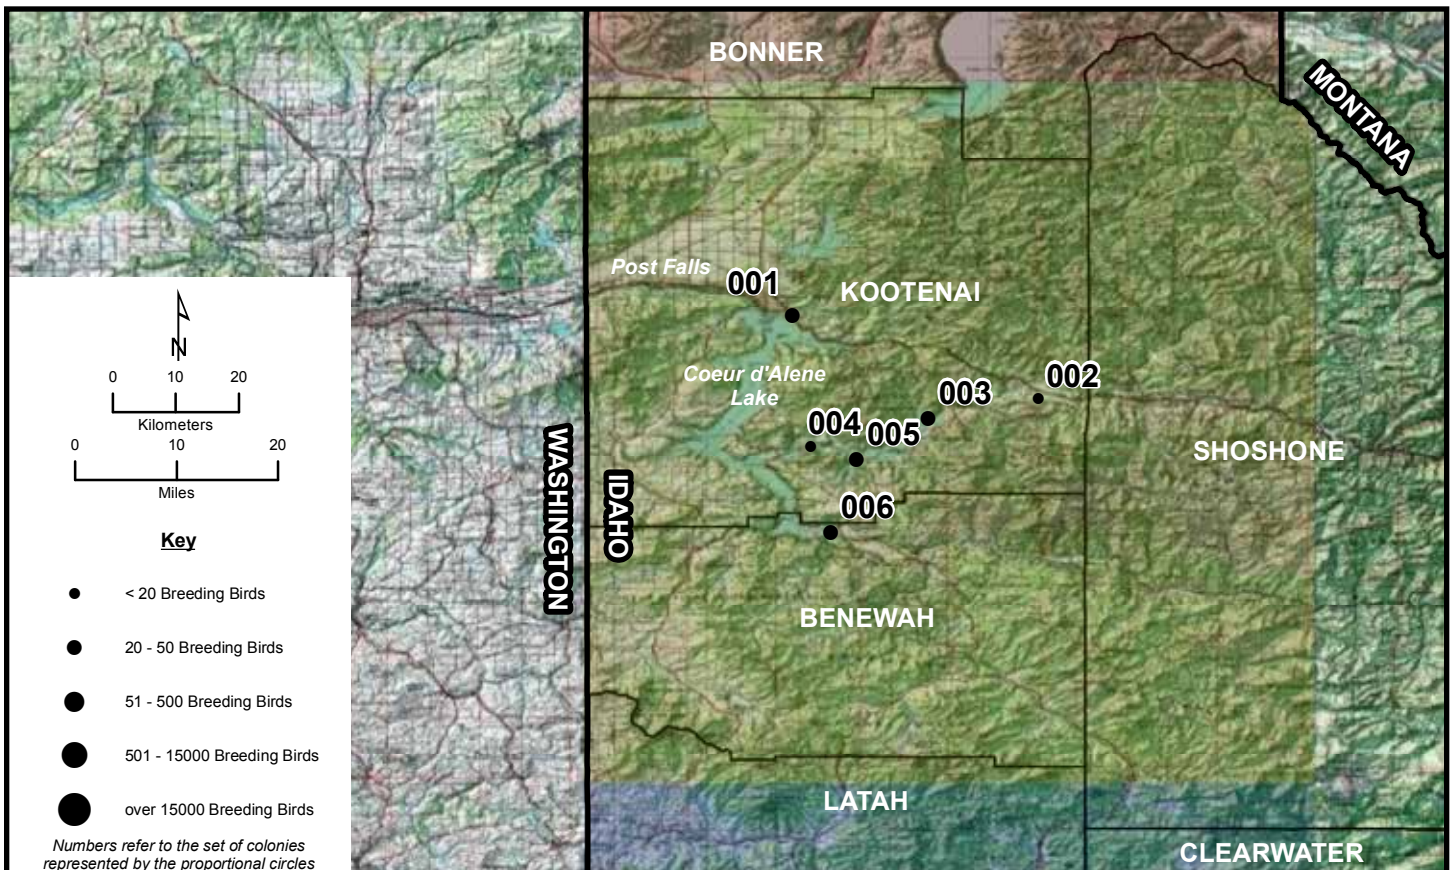 BONNER
MONTANA
Post Falls
001
KOOTENAI
Coeur d'Alene
Lake
002
003
004
005
SHOSHONE
WASHINGTON
IDAHO
006
BENEWAH
LATAH
CLEARWATER
N
0 10 20
Kilometers
0 10 20
Miles
Key
< 20 Breeding Birds
20 - 50 Breeding Birds
51 - 500 Breeding Birds
501 - 15000 Breeding Birds
over 15000 Breeding Birds
Numbers refer to the set of colonies
represented by the proportional circles